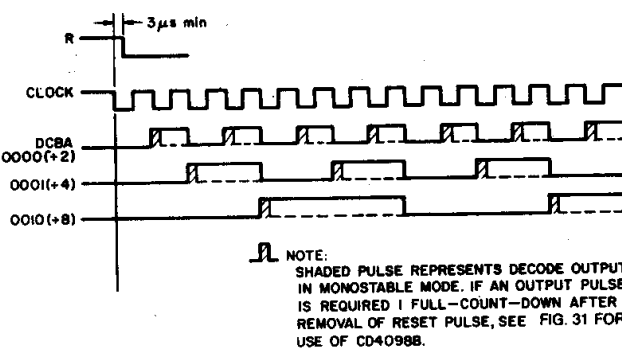 3μs min
R
CLOCK
DCBA
0000(÷2)
0001(÷4)
0010(÷8)
NOTE:
SHADED PULSE REPRESENTS DECODE OUTPUT
IN MONOSTABLE MODE. IF AN OUTPUT PULSE
IS REQUIRED I FULL-COUNT-DOWN AFTER
REMOVAL OF RESET PULSE, SEE FIG. 31 FOR
USE OF CD4098B.